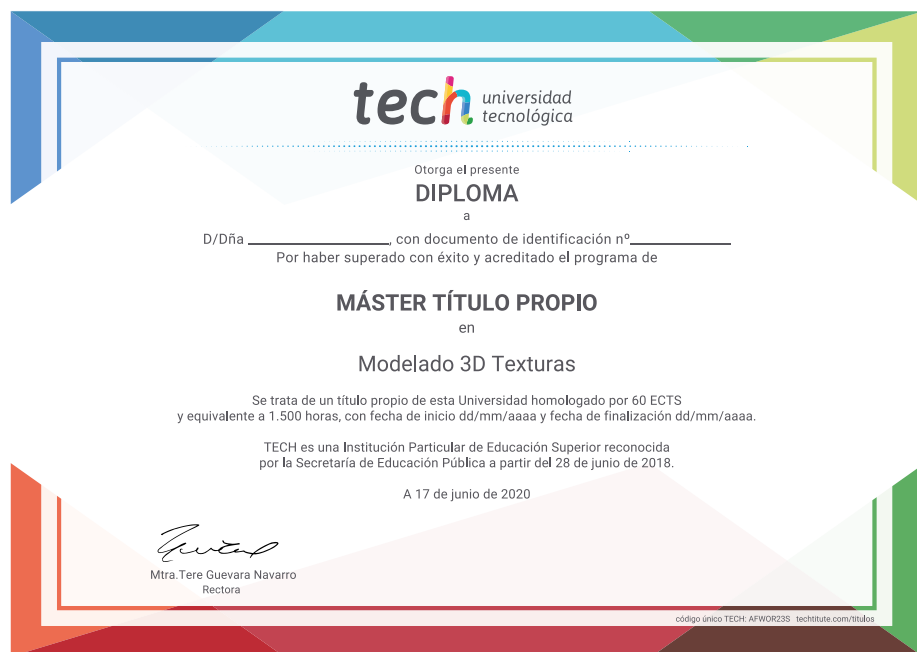 tech universidad
tecnológica
Otorga el presente
DIPLOMA
a
D/Dña ______________, con documento de identificación nº__________
Por haber superado con éxito y acreditado el programa de
MÁSTER TÍTULO PROPIO
en
Modelado 3D Texturas
Se trata de un título propio de esta Universidad homologado por 60 ECTS
y equivalente a 1.500 horas, con fecha de inicio dd/mm/aaaa y fecha de finalización dd/mm/aaaa.
TECH es una Institución Particular de Educación Superior reconocida
por la Secretaría de Educación Pública a partir del 28 de junio de 2018.
A 17 de junio de 2020
Mtra.Tere Guevara Navarro
Rectora
código único TECH: AFWOR23S techtitute.com/titulos